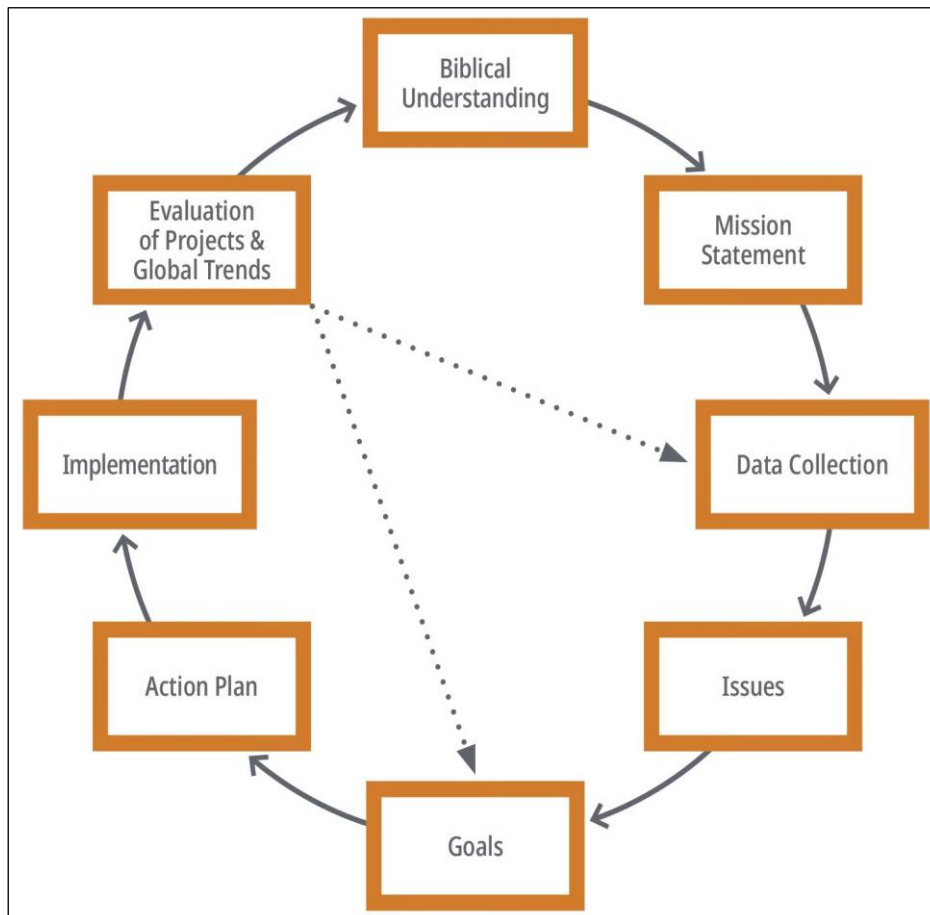 Biblical
Understanding
Mission
Statement
Data Collection
Issues
Goals
Action Plan
Implementation
Evaluation
of Projects &
Global Trends